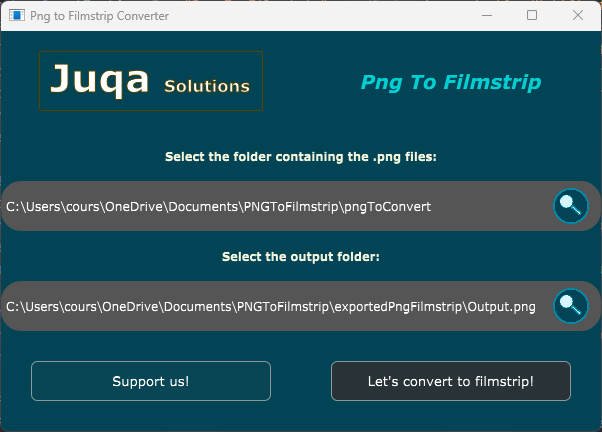 Png to Filmstrip Converter
Juqa Solutions
Png To Filmstrip
Select the folder containing the .png files:
C:\Users\cours\OneDrive\Documents\PNGToFilmstrip\pngToConvert
Select the output folder:
C:\Users\cours\OneDrive\Documents\PNGToFilmstrip\exportedPngFilmstrip\Output.png
Support us!
Let's convert to filmstrip!